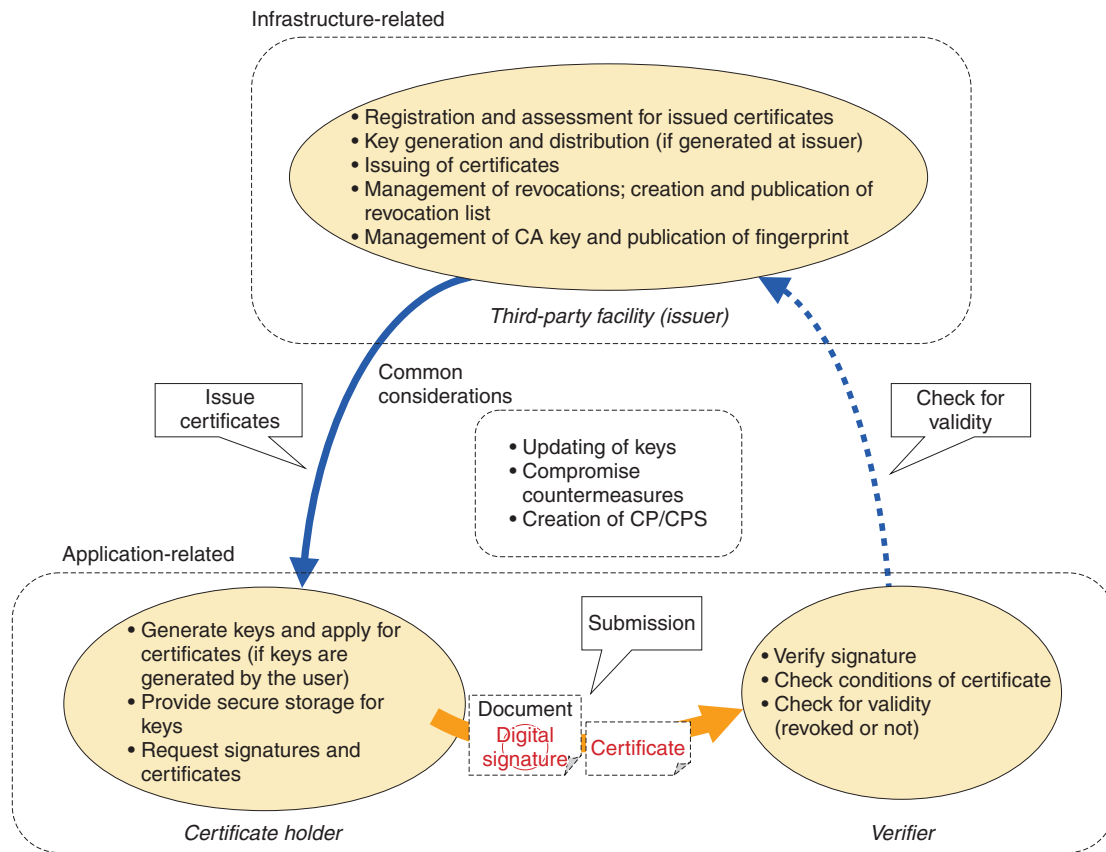 Infrastructure-related
• Registration and assessment for issued certificates
• Key generation and distribution (if generated at issuer)
• Issuing of certificates
• Management of revocations; creation and publication of
revocation list
• Management of CA key and publication of fingerprint
Third-party facility (issuer)
Issue
certificates
Common
considerations
Check for
validity
• Updating of keys
• Compromise
countermeasures
• Creation of CP/CPS
Application-related
• Generate keys and apply for
certificates (if keys are
generated by the user)
• Provide secure storage for
keys
• Request signatures and
certificates
Certificate holder
Submission
Document
Digital
signature
Certificate
• Verify signature
• Check conditions of certificate
• Check for validity
(revoked or not)
Verifier